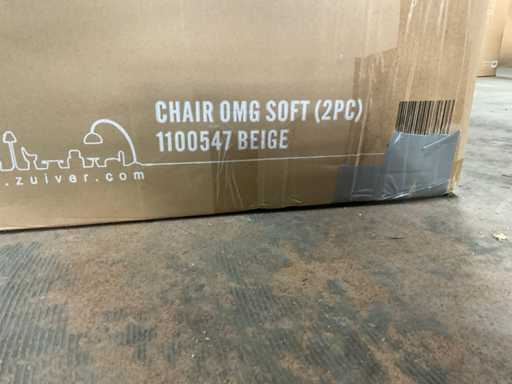 CHAIR OMG SOFT (2PC)
1100547 BEIGE
.zuiver.com